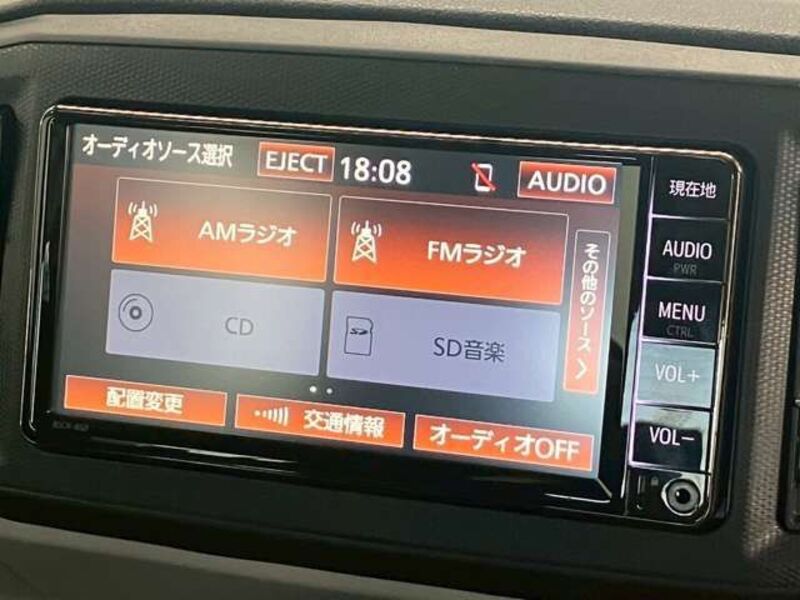 オーディオソース選択 EJECT 18:08 AUDIO
AMラジオ FMラジオ
CD SD音楽
その他のソース
配置変更 交通情報 オーディオOFF
現在地
AUDIO
PWR
MENU
CTRL
VOL+
VOL−